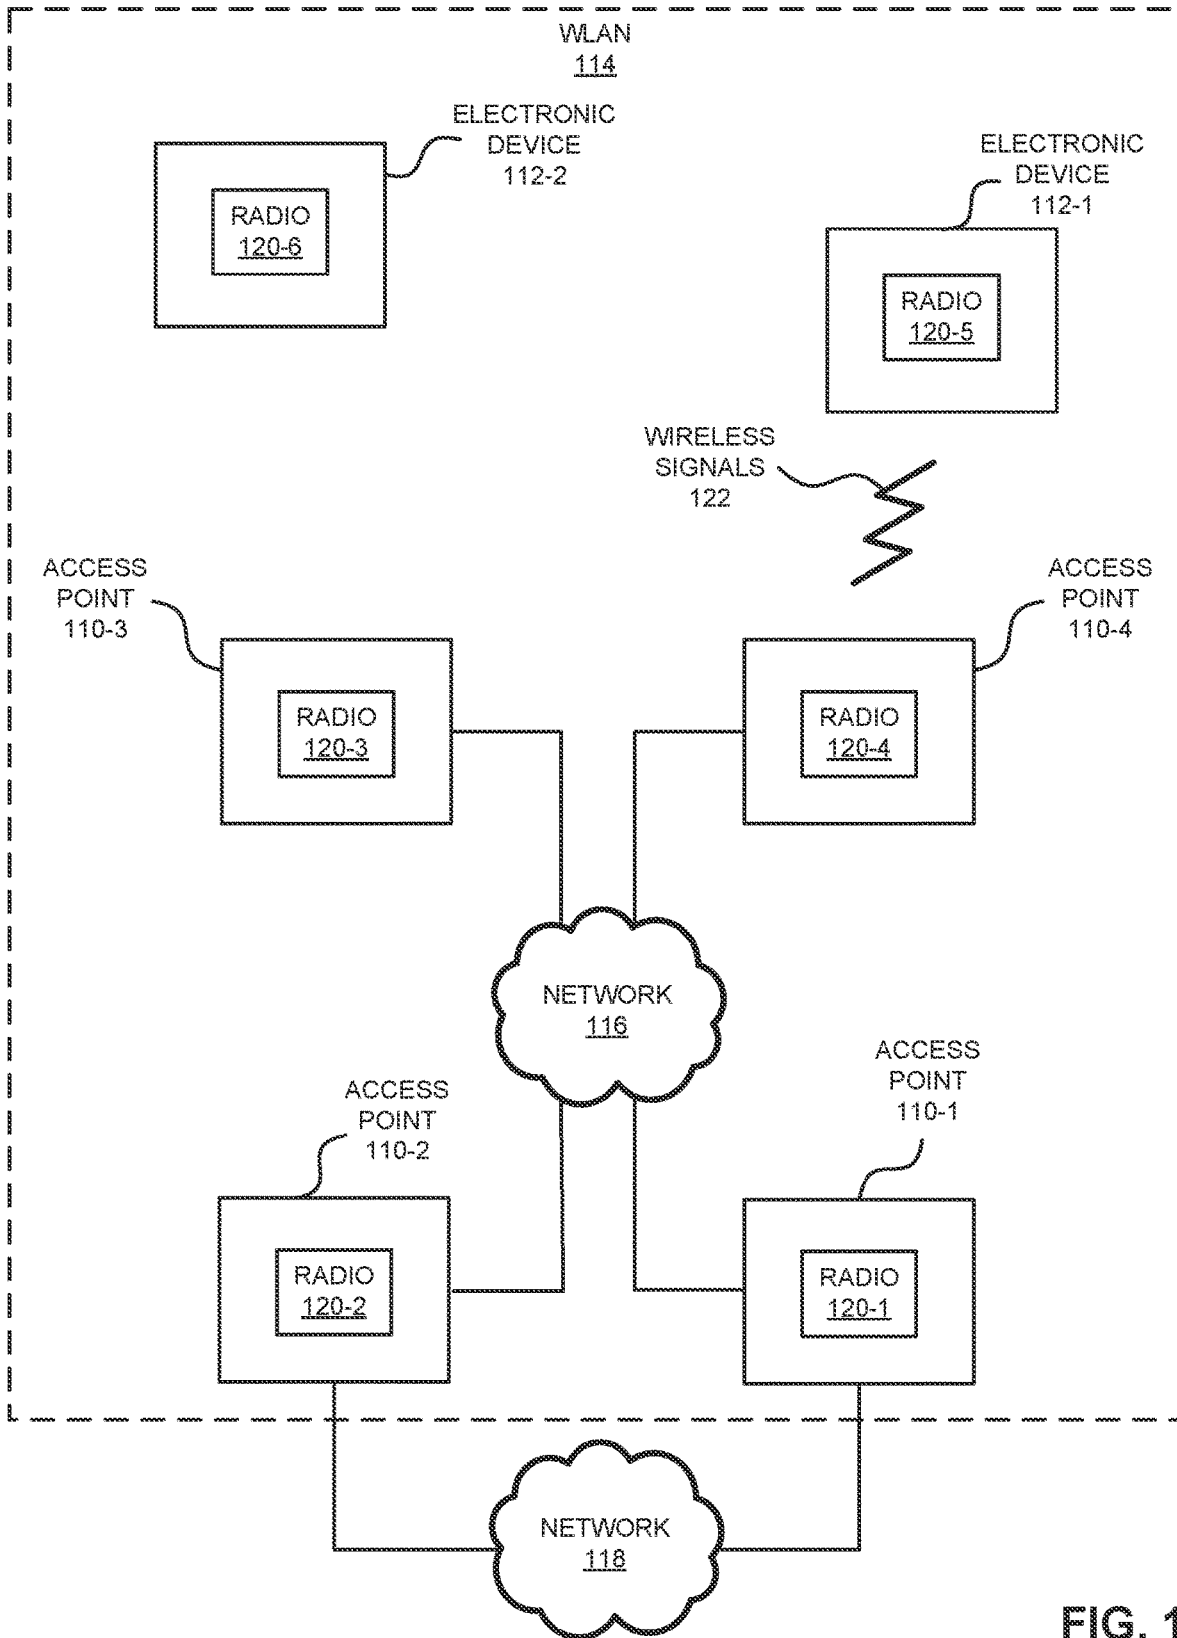 WLAN
114
ELECTRONIC
DEVICE
112-2
RADIO
120-6
ELECTRONIC
DEVICE
112-1
RADIO
120-5
WIRELESS
SIGNALS
122
ACCESS
POINT
110-3
RADIO
120-3
ACCESS
POINT
110-4
RADIO
120-4
NETWORK
116
ACCESS
POINT
110-2
RADIO
120-2
ACCESS
POINT
110-1
RADIO
120-1
NETWORK
118
FIG. 1